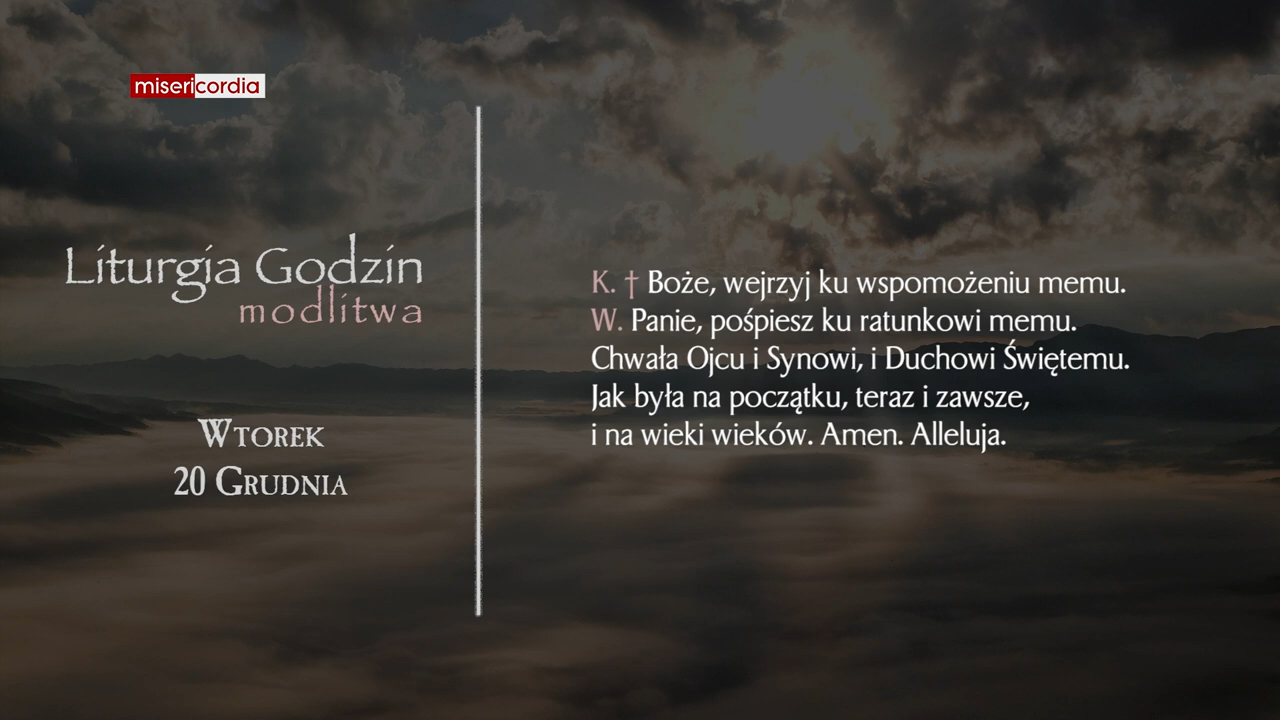 misericordia
Liturgia Godzin
modlitwa
Wtorek
20 Grudnia
K. † Boże, wejrzyj ku wspomożeniu memu.
W. Panie, pośpiesz ku ratunkowi memu.
Chwała Ojcu i Synowi, i Duchowi Świętemu.
Jak była na początku, teraz i zawsze,
i na wieki wieków. Amen. Alleluja.